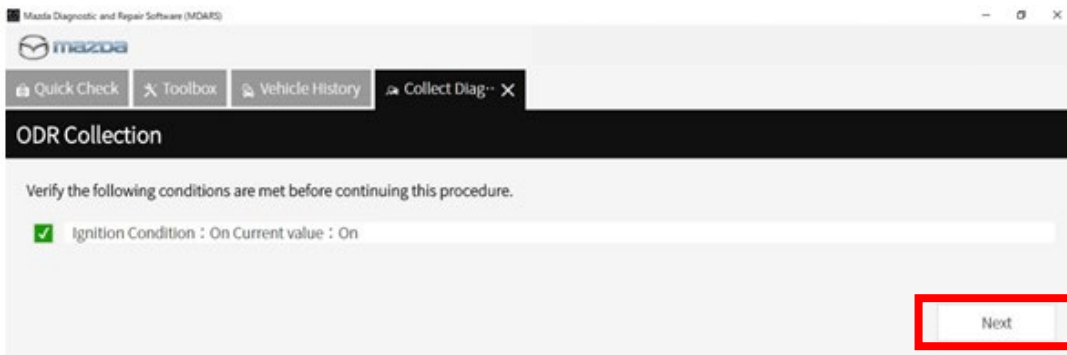 Mazda Diagnostic and Repair Software (MDARS)
mazda
Quick Check
Toolbox
Vehicle History
Collect Diag··
ODR Collection
Verify the following conditions are met before continuing this procedure.
Ignition Condition : On Current value : On
Next